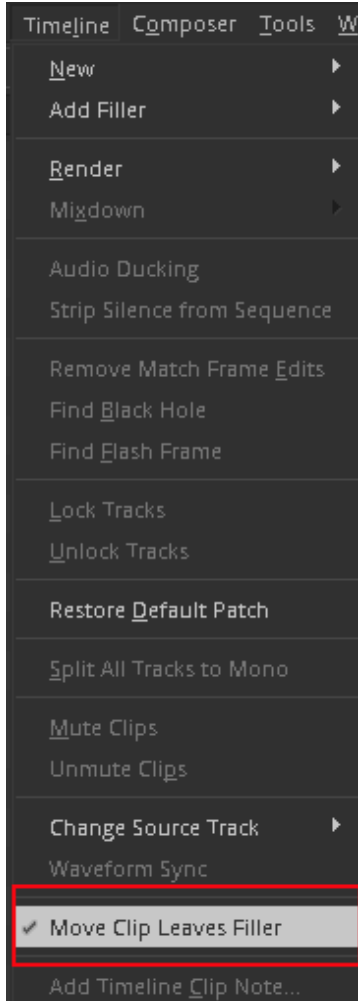 Timeline Composer Tools W
New
Add Filler
Render
Mixdown
Audio Ducking
Strip Silence from Sequence
Remove Match Frame Edits
Find Black Hole
Find Flash Frame
Lock Tracks
Unlock Tracks
Restore Default Patch
Split All Tracks to Mono
Mute Clips
Unmute Clips
Change Source Track
Waveform Sync
✓ Move Clip Leaves Filler
Add Timeline Clip Note...